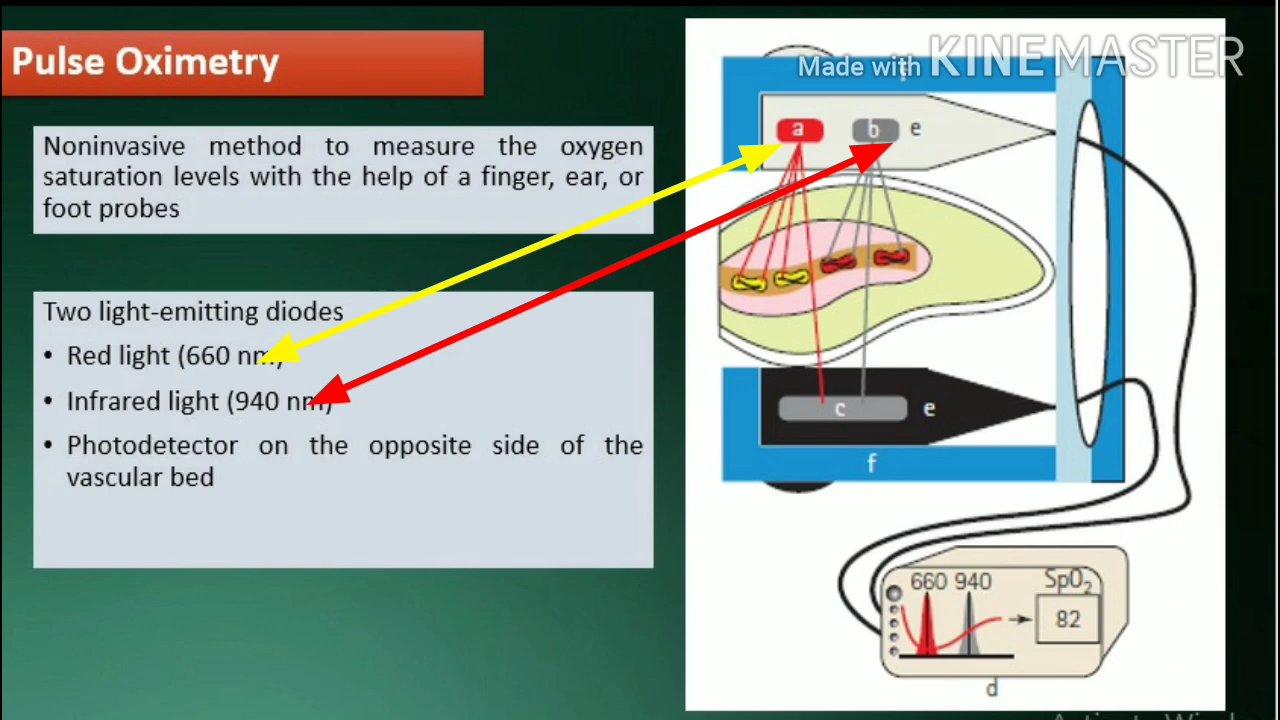 Pulse Oximetry
Made with KINEMASTER
Noninvasive method to measure the oxygen
saturation levels with the help of a finger, ear, or
foot probes
Two light-emitting diodes
• Red light (660 nm)
• Infrared light (940 nm)
• Photodetector on the opposite side of the
vascular bed
f
a b e
c e
f
660 940 SpO₂
82
d